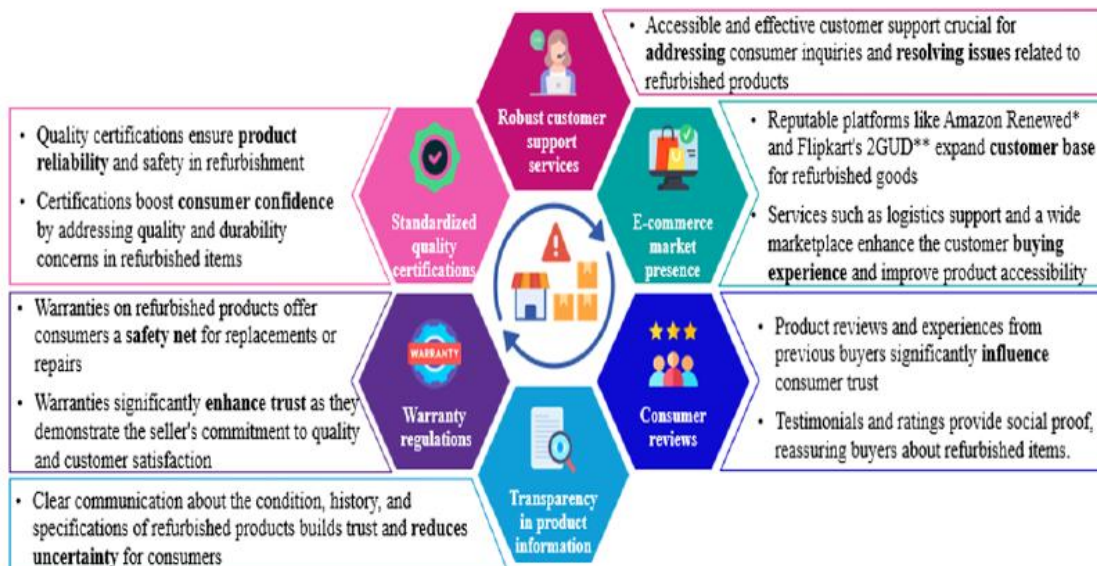 • Accessible and effective customer support crucial for
addressing consumer inquiries and resolving issues related to
refurbished products
Robust customer
support
services
• Quality certifications ensure product
reliability and safety in refurbishment
• Certifications boost consumer confidence
by addressing quality and durability
concerns in refurbished items
Standardized
quality
certifications
E-commerce
market
presence
• Reputable platforms like Amazon Renewed*
and Flipkart's 2GUD** expand customer base
for refurbished goods
• Services such as logistics support and a wide
marketplace enhance the customer buying
experience and improve product accessibility
• Warranties on refurbished products offer
consumers a safety net for replacements or
repairs
• Warranties significantly enhance trust as they
demonstrate the seller's commitment to quality
and customer satisfaction
WARRANTY
Warranty
regulations
Consumer
reviews
• Product reviews and experiences from
previous buyers significantly influence
consumer trust
• Testimonials and ratings provide social proof,
reassuring buyers about refurbished items.
Transparency
in product
information
• Clear communication about the condition, history, and
specifications of refurbished products builds trust and reduces
uncertainty for consumers